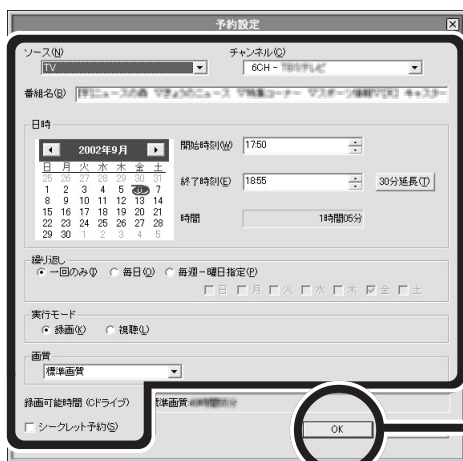 予約設定
ソース(N) チャンネル(C)
TV 6CH -
番組名(B)
日時
2002年9月 開始時刻(W) 17:50
日 月 火 水 木 金 土
25 26 27 28 29 30 31
1 2 3 4 5 6 7 終了時刻(E) 18:55 30分延長(T)
8 9 10 11 12 13 14
15 16 17 18 19 20 21 時間 1時間05分
22 23 24 25 26 27 28
29 30 1 2 3 4 5
繰り返し
一回のみ(I) 毎日(O) 毎週-曜日指定(P)
日 月 火 水 木 金 土
実行モード
録画(K) 視聴(L)
画質
標準画質
録画可能時間 (Cドライブ) 標準画質:
シークレット予約(S) OK